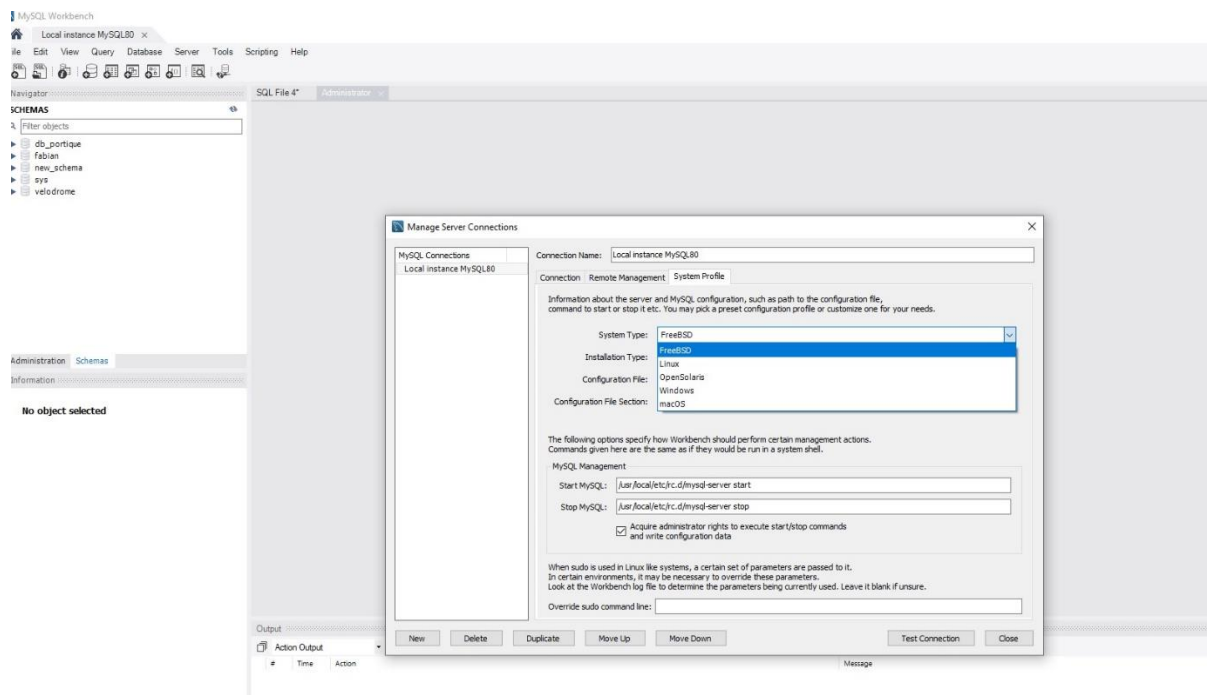 MySQL Workbench
Local instance MySQL80 ×
ile Edit View Query Database Server Tools Scripting Help
Navigator
SCHEMAS
Filter objects
db_portique
fabian
new_schema
sys
velodrome
Administration Schemas
Information
No object selected
SQL File 4* Administrator ×
Manage Server Connections
MySQL Connections
Local instance MySQL80
Connection Name: Local instance MySQL80
Connection Remote Management System Profile
Information about the server and MySQL configuration, such as path to the configuration file,
command to start or stop it etc. You may pick a preset configuration profile or customize one for your needs.
System Type: FreeBSD
FreeBSD
Installation Type:
Linux
Configuration File:
OpenSolaris
Windows
Configuration File Section:
macOS
The following options specify how Workbench should perform certain management actions.
Commands given here are the same as if they would be run in a system shell.
MySQL Management
Start MySQL: /usr/local/etc/rc.d/mysql-server start
Stop MySQL: /usr/local/etc/rc.d/mysql-server stop
Acquire administrator rights to execute start/stop commands
and write configuration data
When sudo is used in Linux like systems, a certain set of parameters are passed to it.
In certain environments, it may be necessary to override these parameters.
Look at the Workbench log file to determine the parameters being currently used. Leave it blank if unsure.
Override sudo command line:
New Delete Duplicate Move Up Move Down Test Connection Close
Output
Action Output
# Time Action Message